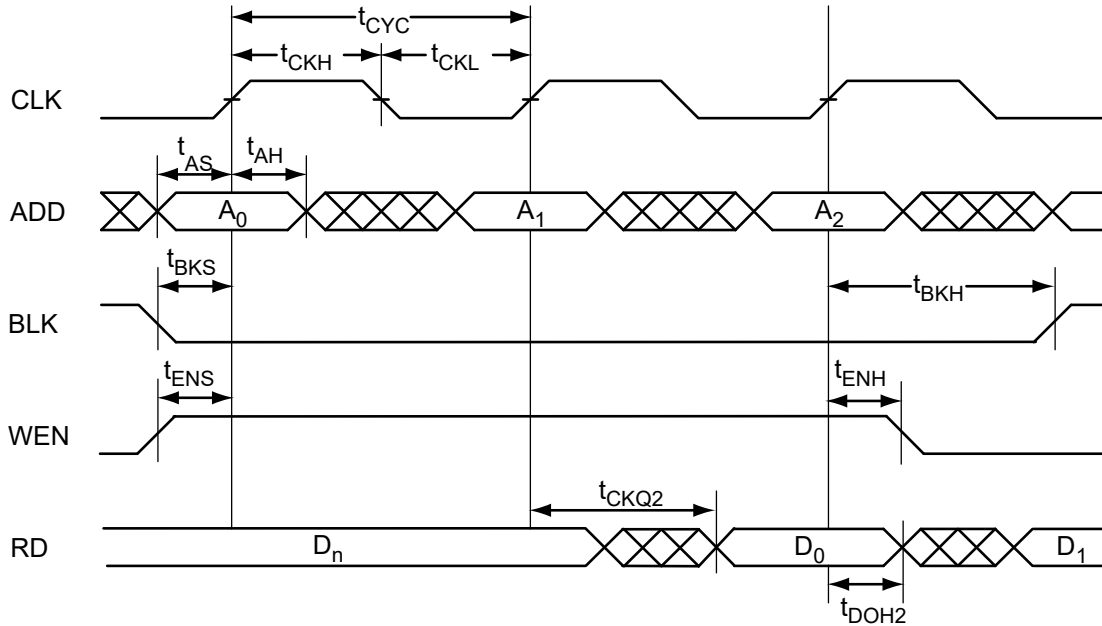 tCYC
tCKH tCKL
CLK
tAS tAH
ADD A0 A1 A2
tBKS tBKH
BLK
tENS tENH
WEN
tCKQ2
RD Dn D0 D1
tDOH2